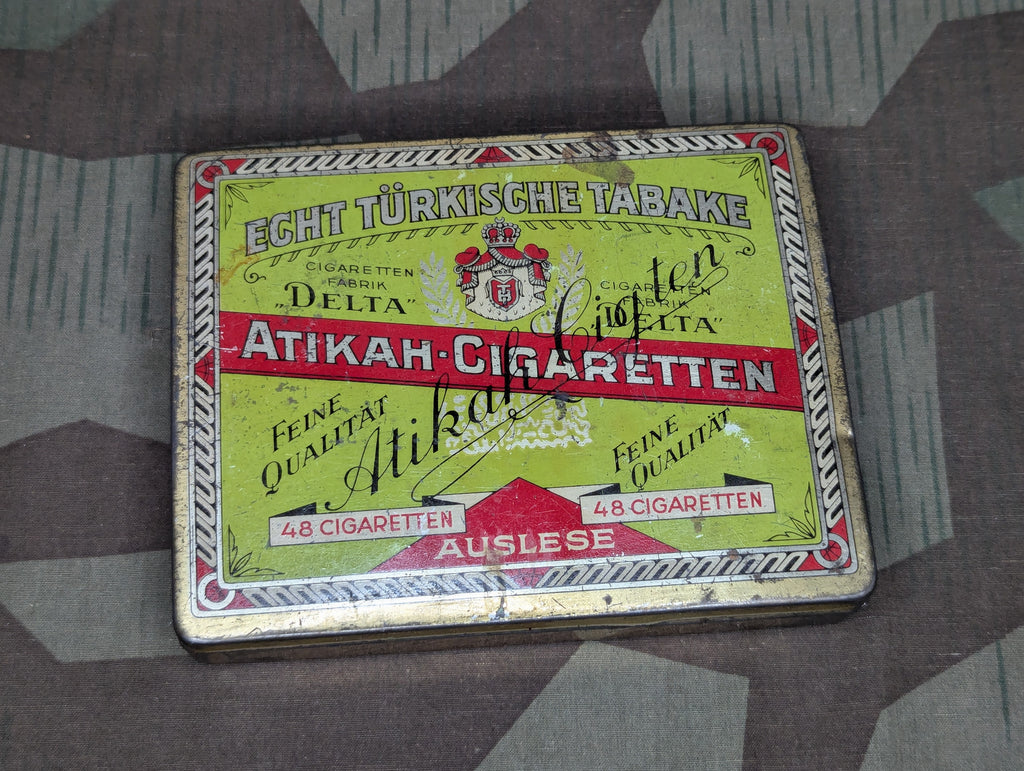 ECHT TÜRKISCHE TABAKE
CIGARETTEN
FABRIK
„DELTA”
CIGARETTEN
FABRIK
„DELTA”
ATIKAH-CIGARETTEN
Atikah
FEINE
QUALITÄT
FEINE
QUALITÄT
48 CIGARETTEN
48 CIGARETTEN
AUSLESE